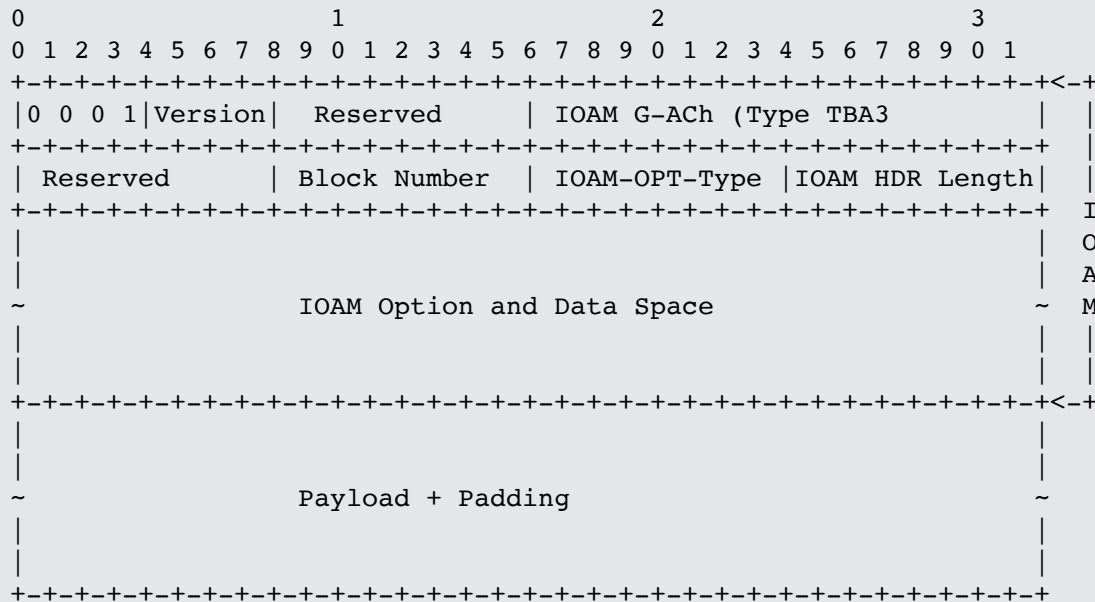 0                   1                   2                   3
0 1 2 3 4 5 6 7 8 9 0 1 2 3 4 5 6 7 8 9 0 1 2 3 4 5 6 7 8 9 0 1
+-+-+-+-+-+-+-+-+-+-+-+-+-+-+-+-+-+-+-+-+-+-+-+-+-+-+-+-+-+-+-+-+<-+
|0 0 0 1|Version|  Reserved     | IOAM G-ACh (Type TBA3         |  |
+-+-+-+-+-+-+-+-+-+-+-+-+-+-+-+-+-+-+-+-+-+-+-+-+-+-+-+-+-+-+-+-+  |
| Reserved      | Block Number  | IOAM-OPT-Type |IOAM HDR Length|  |
+-+-+-+-+-+-+-+-+-+-+-+-+-+-+-+-+-+-+-+-+-+-+-+-+-+-+-+-+-+-+-+-+  I
|                                                               |  O
|                                                               |  A
~                 IOAM Option and Data Space                    ~  M
|                                                               |  |
|                                                               |  |
+-+-+-+-+-+-+-+-+-+-+-+-+-+-+-+-+-+-+-+-+-+-+-+-+-+-+-+-+-+-+-+-+<-+
|                                                               |
|                                                               |
~                 Payload + Padding                             ~
|                                                               |
|                                                               |
+-+-+-+-+-+-+-+-+-+-+-+-+-+-+-+-+-+-+-+-+-+-+-+-+-+-+-+-+-+-+-+-+